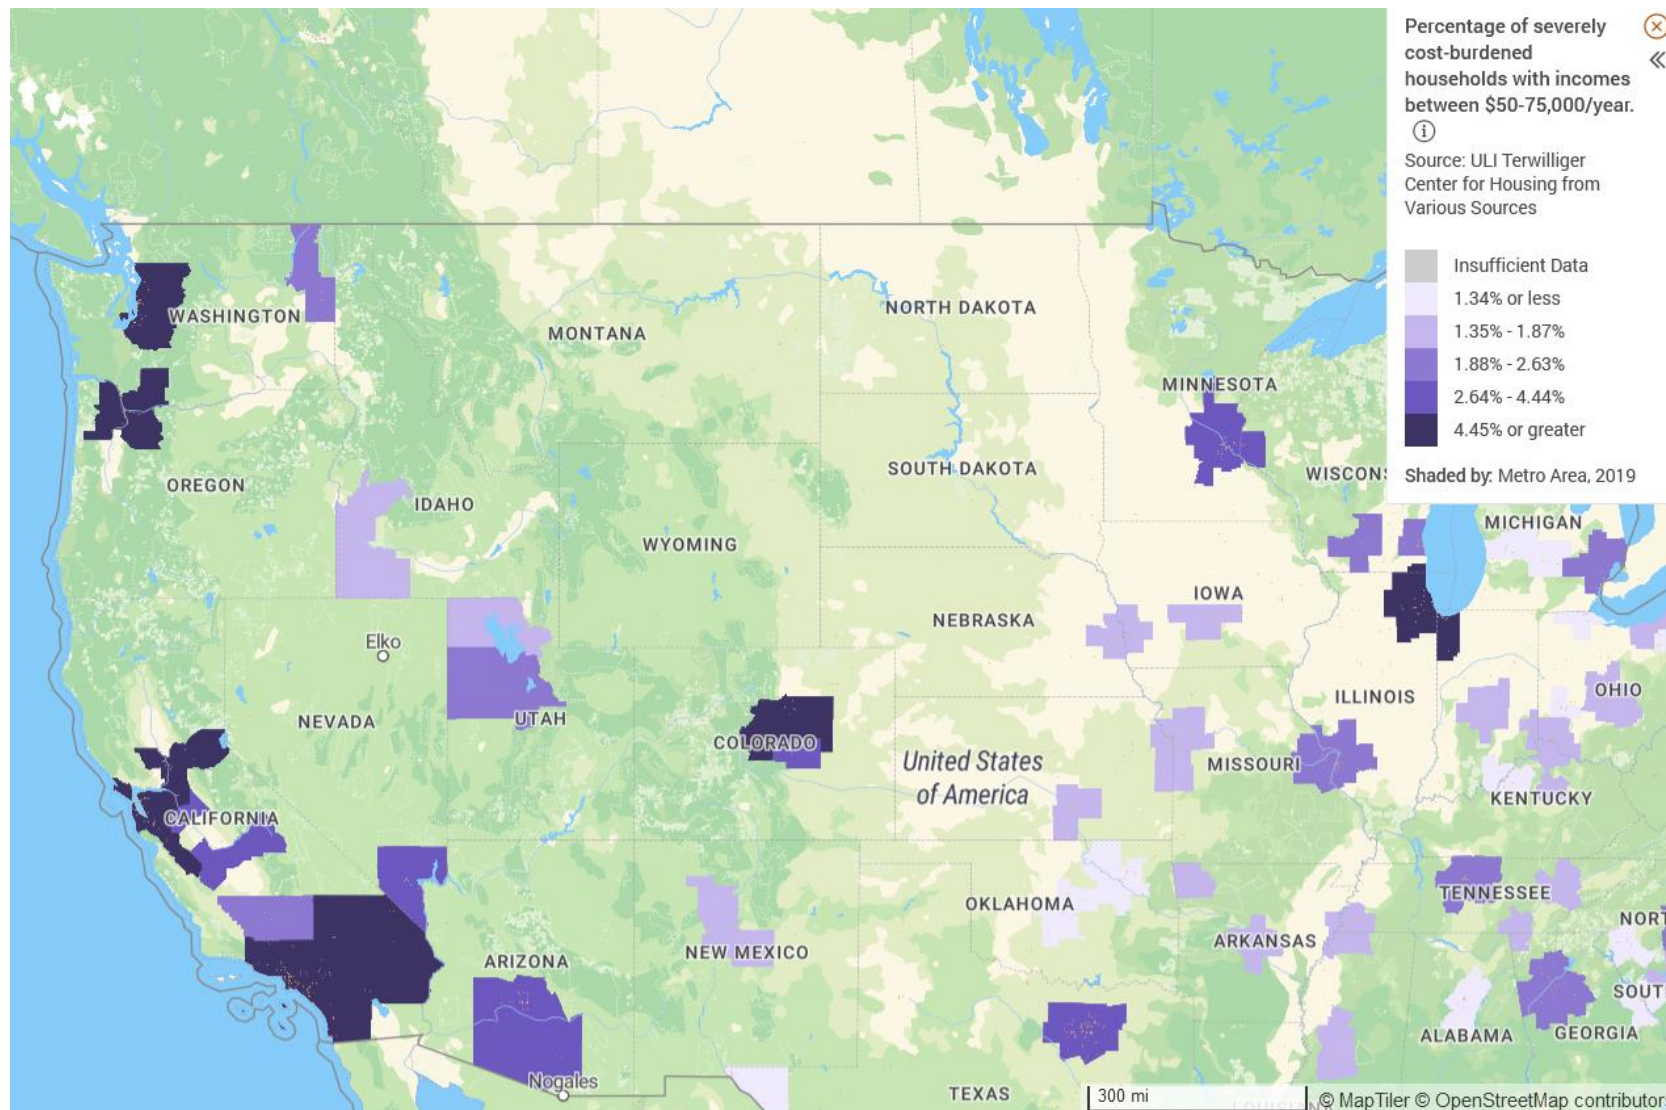 Percentage of severely
cost-burdened
households with incomes
between $50-75,000/year.
Source: ULI Terwilliger
Center for Housing from
Various Sources
Insufficient Data
1.34% or less
1.35% - 1.87%
1.88% - 2.63%
2.64% - 4.44%
4.45% or greater
Shaded by: Metro Area, 2019
WASHINGTON
MONTANA
NORTH DAKOTA
MINNESOTA
OREGON
IDAHO
SOUTH DAKOTA
WISCONS
MICHIGAN
WYOMING
IOWA
NEBRASKA
Elko
NEVADA
UTAH
COLORADO
United States
of America
ILLINOIS
OHIO
MISSOURI
KENTUCKY
CALIFORNIA
OKLAHOMA
TENNESSEE
NORT
ARIZONA
NEW MEXICO
ARKANSAS
SOUT
ALABAMA
GEORGIA
Nogales
TEXAS
300 mi
LOUISIANA
© MapTiler © OpenStreetMap contributor